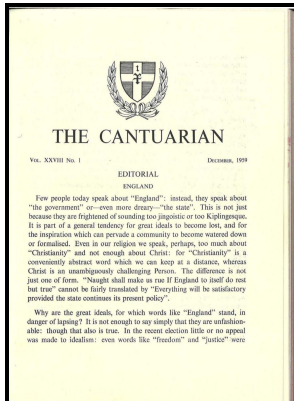 THE CANTUARIAN
VOL. XXVIII NO. 1 DECEMBER, 1959
EDITORIAL
ENGLAND
Few people today speak about "England": instead, they speak about
"the government" or—even more dreary—"the state". This is not just
because they are frightened of sounding too jingoistic or too Kiplingesque.
It is part of a general tendency for great ideals to become lost, and for
the inspiration which can pervade a community to become watered down
or formalised. Even in our religion we speak, perhaps, too much about
"Christianity" and not enough about Christ: for "Christianity" is a
conveniently abstract word which we can keep at a distance, whereas
Christ is an unambiguously challenging Person. The difference is not
just one of form. "Naught shall make us rue If England to itself do rest
but true" cannot be fairly translated by "Everything will be satisfactory
provided the state continues its present policy".
Why are the great ideals, for which words like "England" stand, in
danger of lapsing? It is not enough to say simply that they are unfashion-
able: though that also is true. In the recent election little or no appeal
was made to idealism: even words like "freedom" and "justice" were